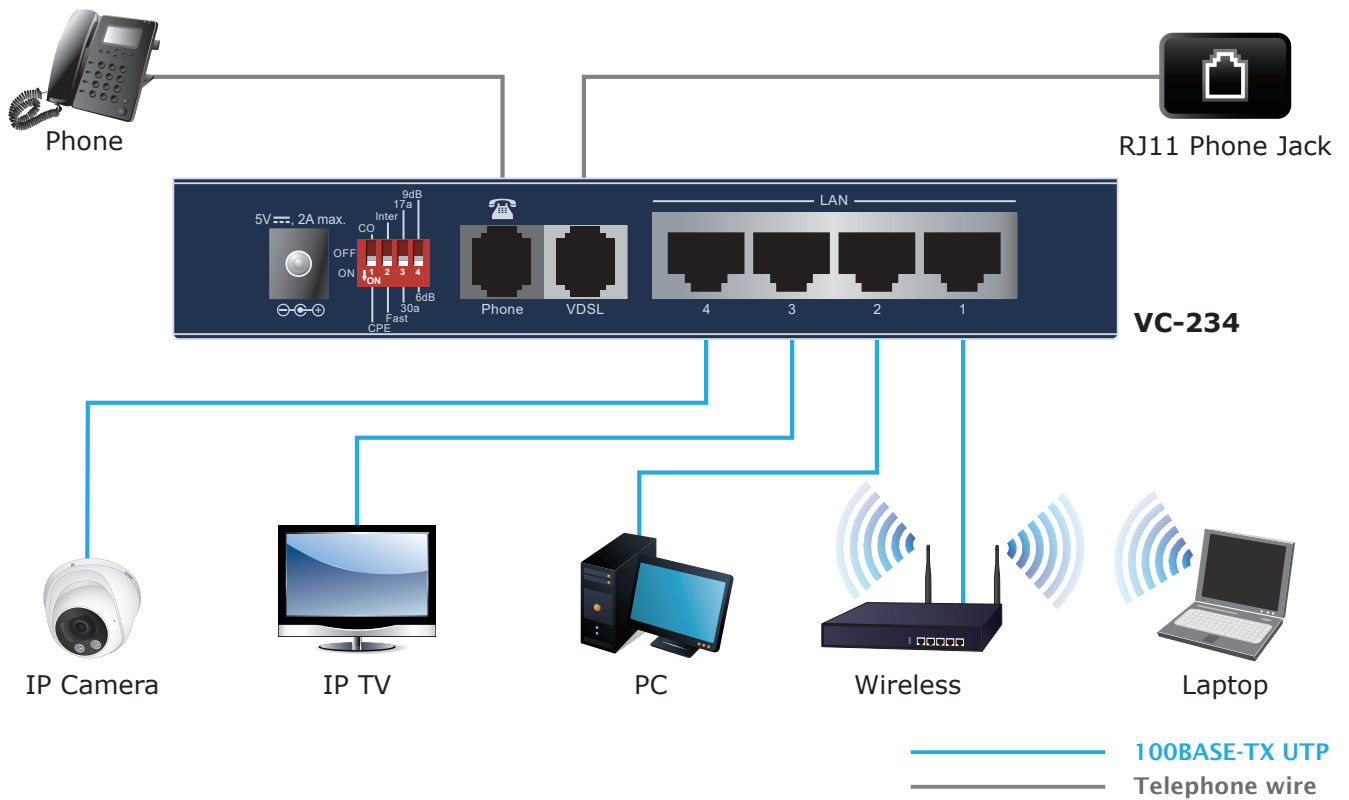 Phone
RJ11 Phone Jack
9dB
17a
LAN
5V⎓, 2A max.
Inter
CO
OFF
ON
1 2 3 4
ON
6dB
30a
Fast
CPE
Phone
VDSL
4
3
2
1
VC-234
IP Camera
IP TV
PC
Wireless
Laptop
100BASE-TX UTP
Telephone wire